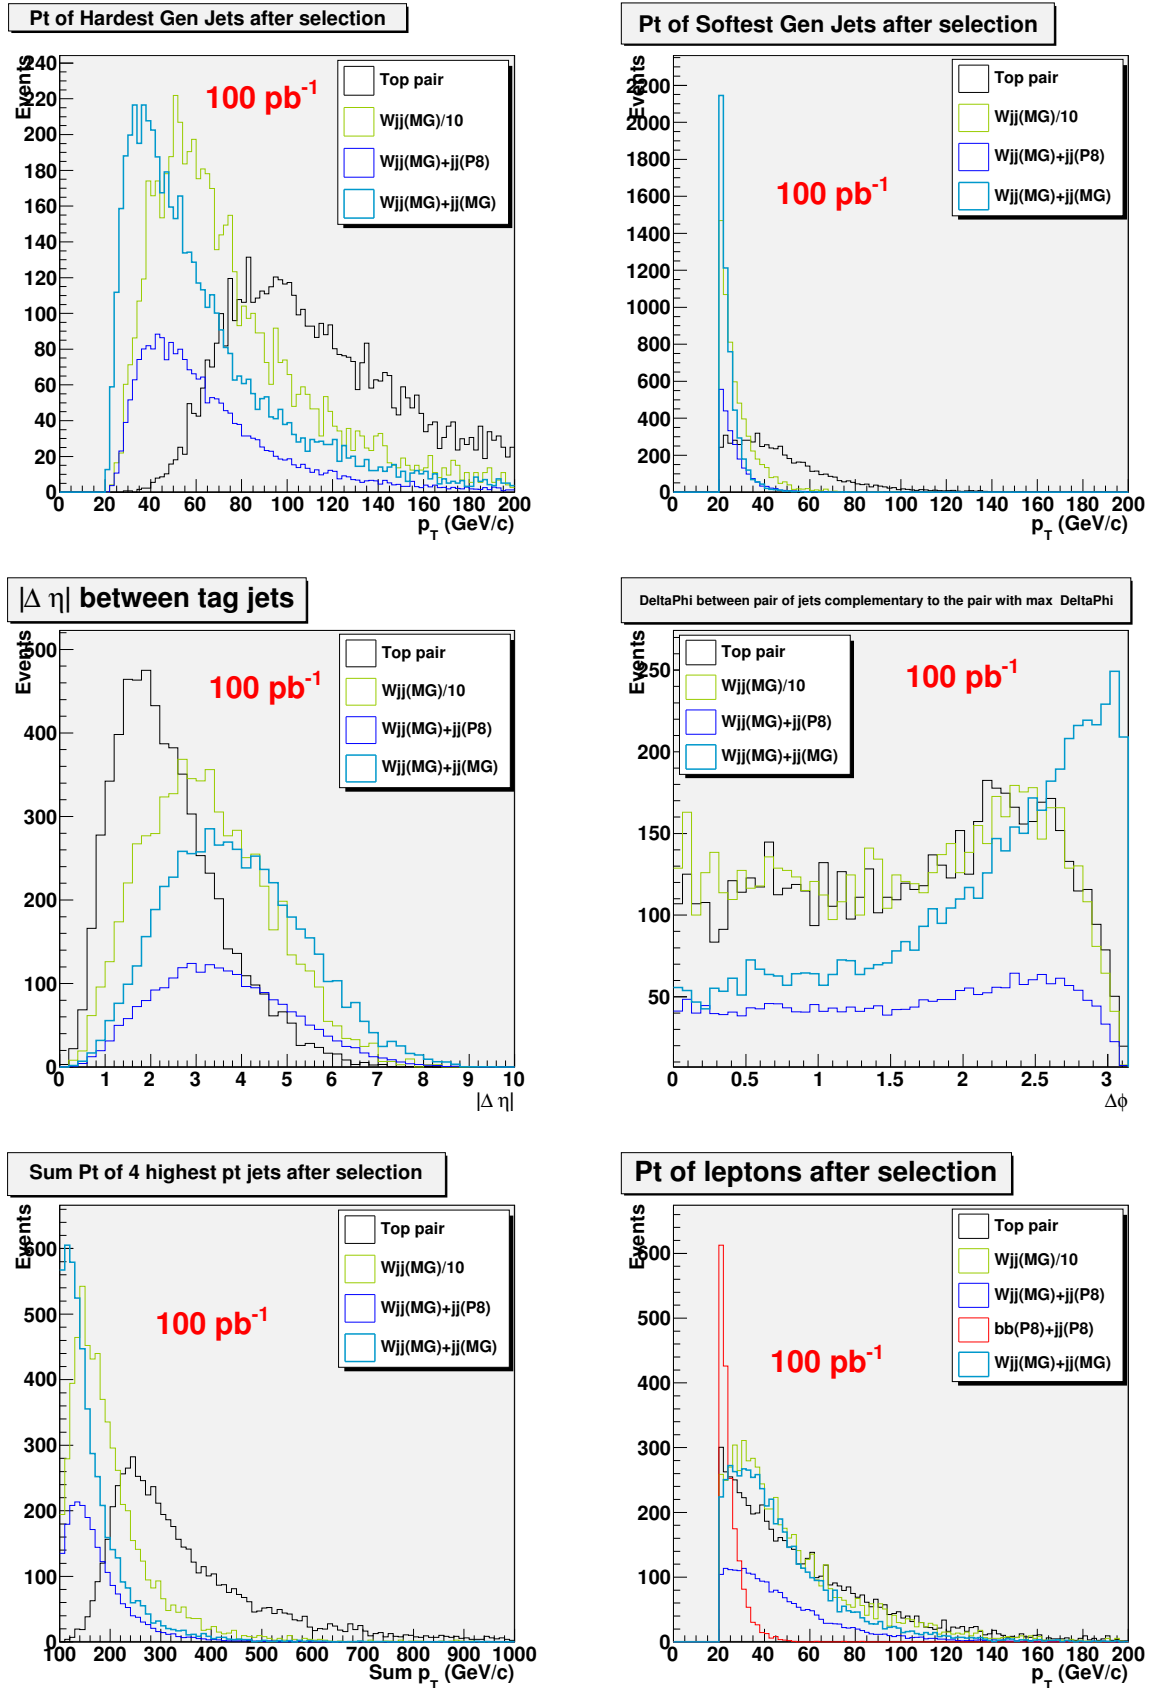 Pt of Hardest Gen Jets after selection
Events
240
220
200
180
160
140
120
100
80
60
40
20
0
100 pb-1
Top pair
Wjj(MG)/10
Wjj(MG)+jj(P8)
Wjj(MG)+jj(MG)
0 20 40 60 80 100 120 140 160 180 200
pT (GeV/c)
Pt of Softest Gen Jets after selection
Events
2200
2000
1800
1600
1400
1200
1000
800
600
400
200
0
100 pb-1
Top pair
Wjj(MG)/10
Wjj(MG)+jj(P8)
Wjj(MG)+jj(MG)
0 20 40 60 80 100 120 140 160 180 200
pT (GeV/c)
|Δ η| between tag jets
Events
500
400
300
200
100
0
100 pb-1
Top pair
Wjj(MG)/10
Wjj(MG)+jj(P8)
Wjj(MG)+jj(MG)
0 1 2 3 4 5 6 7 8 9 10
|Δ η|
DeltaPhi between pair of jets complementary to the pair with max DeltaPhi
Events
250
200
150
100
50
Top pair
Wjj(MG)/10
Wjj(MG)+jj(P8)
Wjj(MG)+jj(MG)
100 pb-1
0 0.5 1 1.5 2 2.5 3
Δϕ
Sum Pt of 4 highest pt jets after selection
Events
600
500
400
300
200
100
0
100 pb-1
Top pair
Wjj(MG)/10
Wjj(MG)+jj(P8)
Wjj(MG)+jj(MG)
100 200 300 400 500 600 700 800 900 1000
Sum pT (GeV/c)
Pt of leptons after selection
Events
600
500
400
300
200
100
0
100 pb-1
Top pair
Wjj(MG)/10
Wjj(MG)+jj(P8)
bb(P8)+jj(P8)
Wjj(MG)+jj(MG)
0 20 40 60 80 100 120 140 160 180 200
pT (GeV/c)